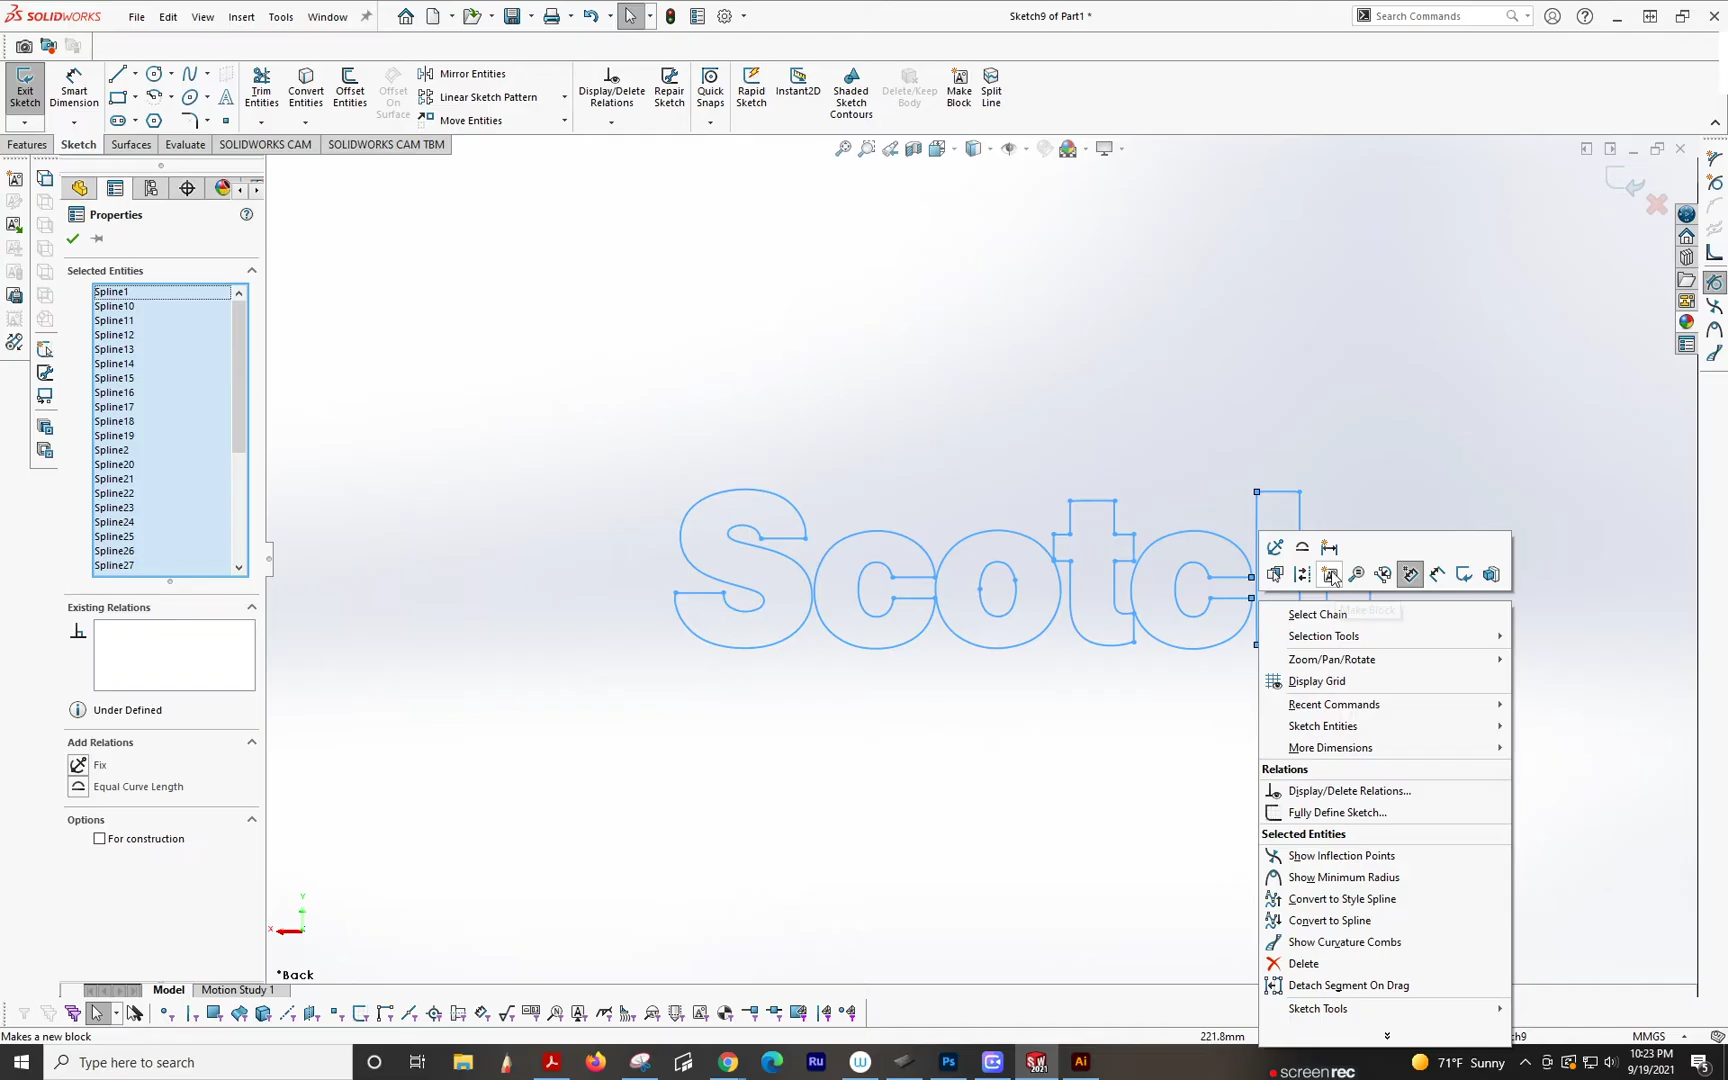 SOLIDWORKS File Edit View Insert Tools Window Sketch9 of Part1 * Search Commands
Exit Sketch
Smart Dimension
Trim Entities
Convert Entities
Offset Entities
Offset On Surface
Mirror Entities
Linear Sketch Pattern
Move Entities
Display/Delete Relations
Repair Sketch
Quick Snaps
Rapid Sketch
Instant2D
Shaded Sketch Contours
Delete/Keep Body
Make Block
Split Line
Features Sketch Surfaces Evaluate SOLIDWORKS CAM SOLIDWORKS CAM TBM
Properties
Selected Entities
Spline1
Spline10
Spline11
Spline12
Spline13
Spline14
Spline15
Spline16
Spline17
Spline18
Spline19
Spline2
Spline20
Spline21
Spline22
Spline23
Spline24
Spline25
Spline26
Spline27
Existing Relations
Under Defined
Add Relations
Fix
Equal Curve Length
Options
For construction
Scotch
Make Block
Select Chain
Selection Tools
Zoom/Pan/Rotate
Display Grid
Recent Commands
Sketch Entities
More Dimensions
Relations
Display/Delete Relations...
Fully Define Sketch...
Selected Entities
Show Inflection Points
Show Minimum Radius
Convert to Style Spline
Convert to Spline
Show Curvature Combs
Delete
Detach Segment On Drag
Sketch Tools
Y
X
*Back
Model Motion Study 1
Makes a new block 221.8mm ch9 MMGS
Type here to search
71°F Sunny
10:23 PM
9/19/2021
screenrec